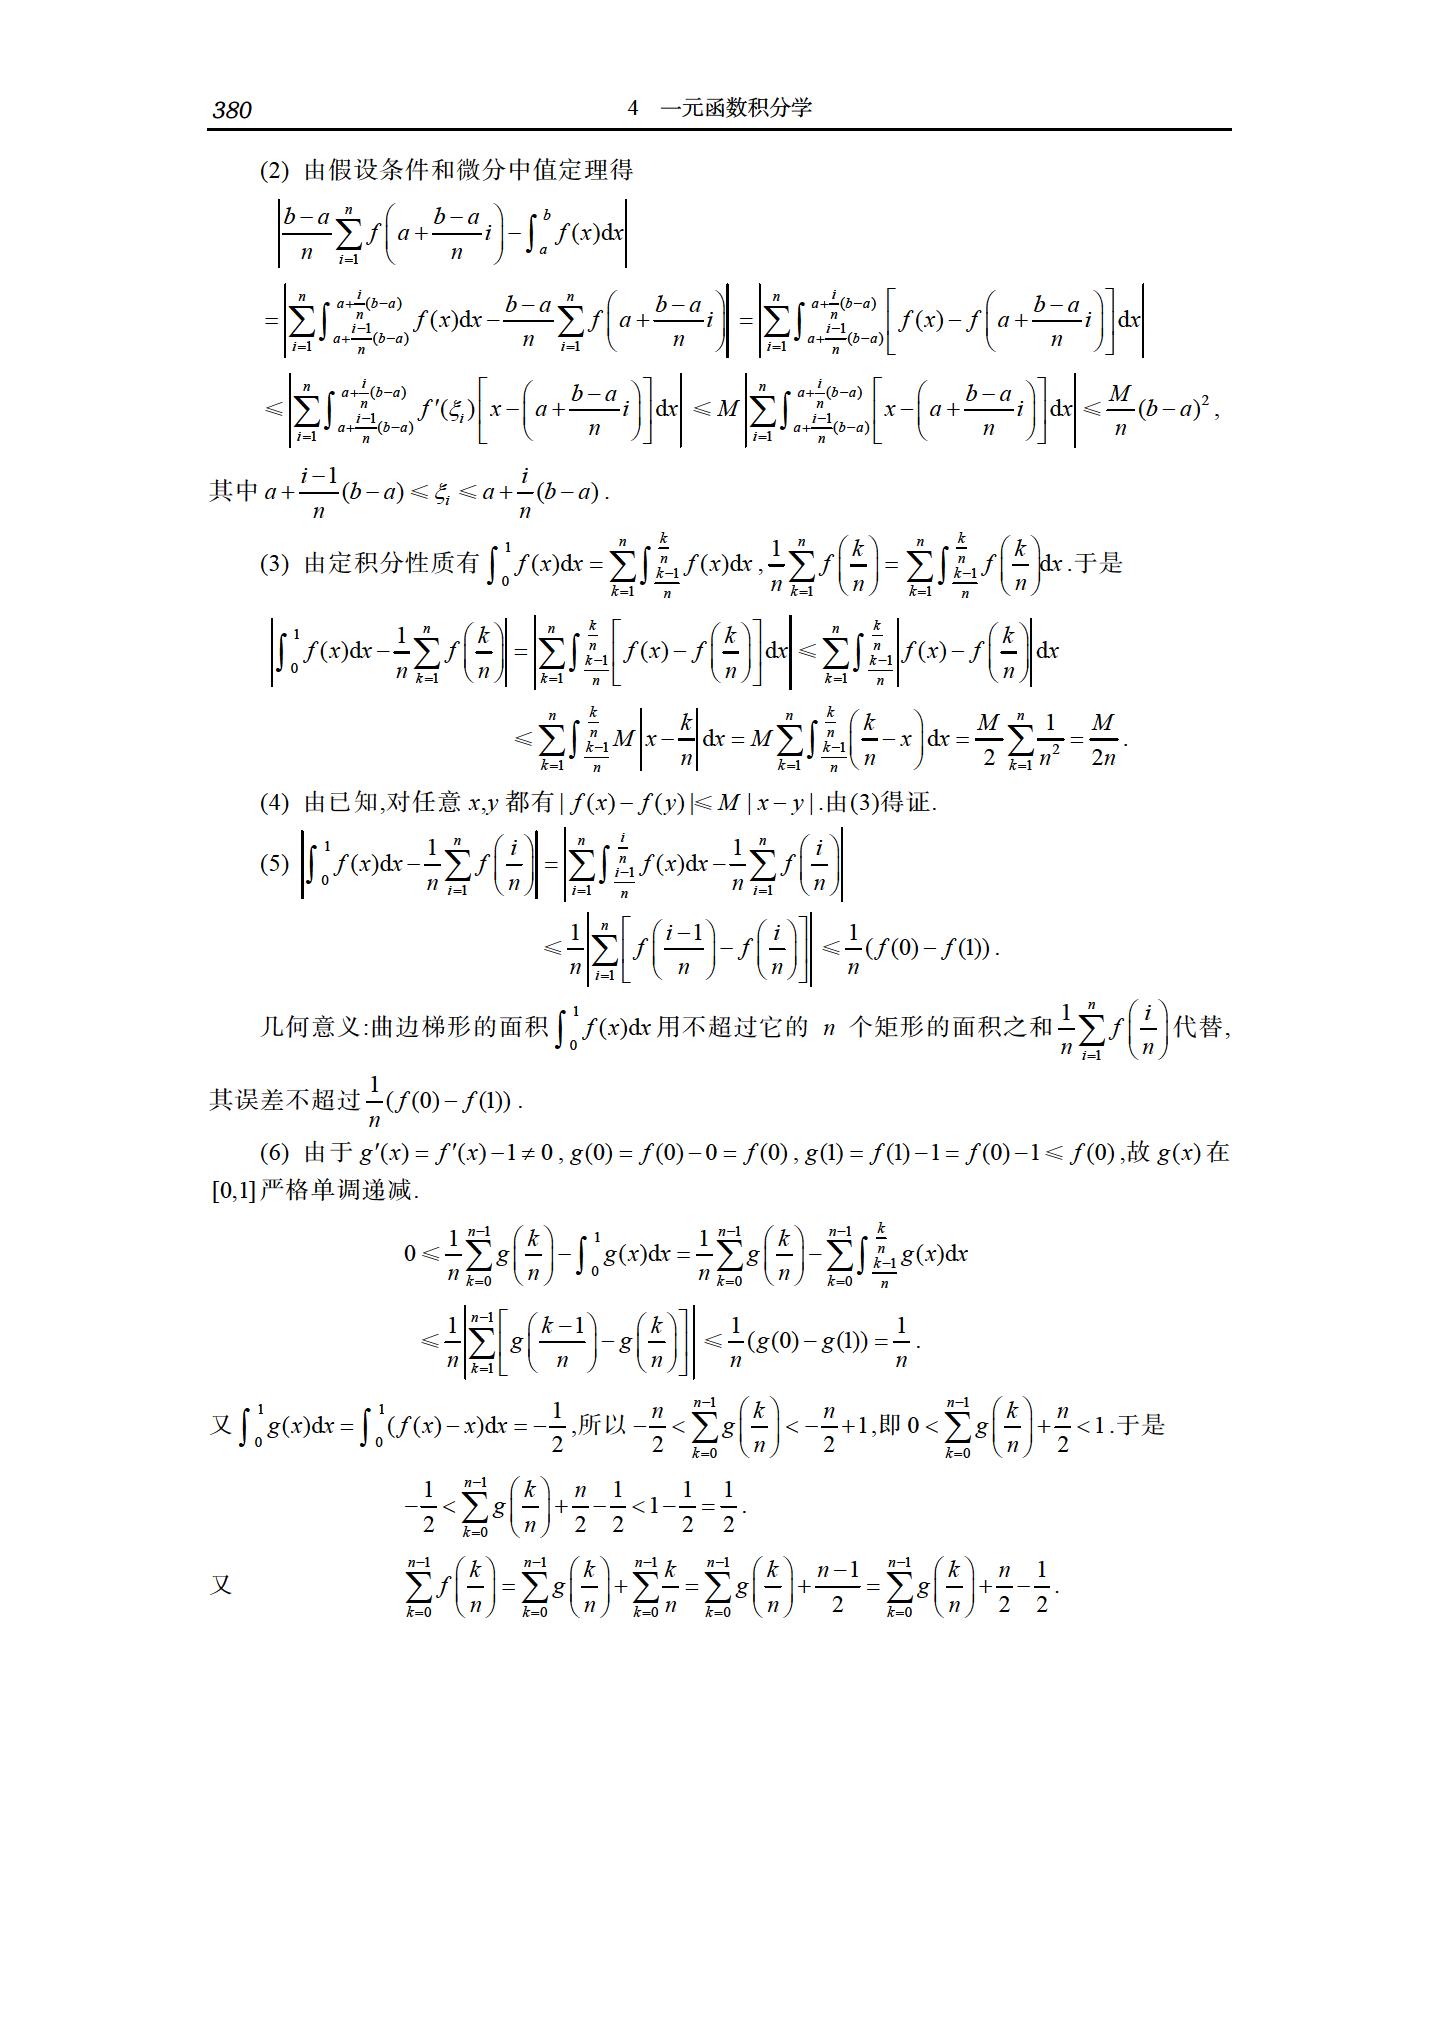 380 4 一元函数积分学
(2) 由假设条件和微分中值定理得
$\left|\frac{b-a}{n}\sum_{i=1}^{n}f\left(a+\frac{b-a}{n}i\right)-\int_a^b f(x)\mathrm{d}x\right|$
$=\left|\sum_{i=1}^{n}\int_{a+\frac{i-1}{n}(b-a)}^{a+\frac{i}{n}(b-a)}f(x)\mathrm{d}x-\frac{b-a}{n}\sum_{i=1}^{n}f\left(a+\frac{b-a}{n}i\right)\right|=\left|\sum_{i=1}^{n}\int_{a+\frac{i-1}{n}(b-a)}^{a+\frac{i}{n}(b-a)}\left[f(x)-f\left(a+\frac{b-a}{n}i\right)\right]\mathrm{d}x\right|$
$\leqslant\left|\sum_{i=1}^{n}\int_{a+\frac{i-1}{n}(b-a)}^{a+\frac{i}{n}(b-a)}f'(\xi_i)\left[x-\left(a+\frac{b-a}{n}i\right)\right]\mathrm{d}x\right|\leqslant M\left|\sum_{i=1}^{n}\int_{a+\frac{i-1}{n}(b-a)}^{a+\frac{i}{n}(b-a)}\left[x-\left(a+\frac{b-a}{n}i\right)\right]\mathrm{d}x\right|\leqslant\frac{M}{n}(b-a)^2,$
其中 $a+\frac{i-1}{n}(b-a)\leqslant\xi_i\leqslant a+\frac{i}{n}(b-a)$.
(3) 由定积分性质有 $\int_0^1 f(x)\mathrm{d}x=\sum_{k=1}^{n}\int_{\frac{k-1}{n}}^{\frac{k}{n}}f(x)\mathrm{d}x,\frac{1}{n}\sum_{k=1}^{n}f\left(\frac{k}{n}\right)=\sum_{k=1}^{n}\int_{\frac{k-1}{n}}^{\frac{k}{n}}f\left(\frac{k}{n}\right)\mathrm{d}x$.于是
$\left|\int_0^1 f(x)\mathrm{d}x-\frac{1}{n}\sum_{k=1}^{n}f\left(\frac{k}{n}\right)\right|=\left|\sum_{k=1}^{n}\int_{\frac{k-1}{n}}^{\frac{k}{n}}\left[f(x)-f\left(\frac{k}{n}\right)\right]\mathrm{d}x\right|\leqslant\sum_{k=1}^{n}\int_{\frac{k-1}{n}}^{\frac{k}{n}}\left|f(x)-f\left(\frac{k}{n}\right)\right|\mathrm{d}x$
$\leqslant\sum_{k=1}^{n}\int_{\frac{k-1}{n}}^{\frac{k}{n}}M\left|x-\frac{k}{n}\right|\mathrm{d}x=M\sum_{k=1}^{n}\int_{\frac{k-1}{n}}^{\frac{k}{n}}\left(\frac{k}{n}-x\right)\mathrm{d}x=\frac{M}{2}\sum_{k=1}^{n}\frac{1}{n^2}=\frac{M}{2n}.$
(4) 由已知,对任意 x,y 都有 $|f(x)-f(y)|\leqslant M|x-y|$.由(3)得证.
(5) $\left|\int_0^1 f(x)\mathrm{d}x-\frac{1}{n}\sum_{i=1}^{n}f\left(\frac{i}{n}\right)\right|=\left|\sum_{i=1}^{n}\int_{\frac{i-1}{n}}^{\frac{i}{n}}f(x)\mathrm{d}x-\frac{1}{n}\sum_{i=1}^{n}f\left(\frac{i}{n}\right)\right|$
$\leqslant\frac{1}{n}\left|\sum_{i=1}^{n}\left[f\left(\frac{i-1}{n}\right)-f\left(\frac{i}{n}\right)\right]\right|\leqslant\frac{1}{n}(f(0)-f(1)).$
几何意义:曲边梯形的面积 $\int_0^1 f(x)\mathrm{d}x$ 用不超过它的 n 个矩形的面积之和 $\frac{1}{n}\sum_{i=1}^{n}f\left(\frac{i}{n}\right)$ 代替,
其误差不超过 $\frac{1}{n}(f(0)-f(1))$.
(6) 由于 $g'(x)=f'(x)-1\neq 0,g(0)=f(0)-0=f(0),g(1)=f(1)-1=f(0)-1\leqslant f(0)$,故 $g(x)$ 在
[0,1]严格单调递减.
$0\leqslant\frac{1}{n}\sum_{k=0}^{n-1}g\left(\frac{k}{n}\right)-\int_0^1 g(x)\mathrm{d}x=\frac{1}{n}\sum_{k=0}^{n-1}g\left(\frac{k}{n}\right)-\sum_{k=0}^{n-1}\int_{\frac{k-1}{n}}^{\frac{k}{n}}g(x)\mathrm{d}x$
$\leqslant\frac{1}{n}\left|\sum_{k=1}^{n-1}\left[g\left(\frac{k-1}{n}\right)-g\left(\frac{k}{n}\right)\right]\right|\leqslant\frac{1}{n}(g(0)-g(1))=\frac{1}{n}.$
又 $\int_0^1 g(x)\mathrm{d}x=\int_0^1(f(x)-x)\mathrm{d}x=-\frac{1}{2}$,所以 $-\frac{n}{2}<\sum_{k=0}^{n-1}g\left(\frac{k}{n}\right)<-\frac{n}{2}+1$,即 $0<\sum_{k=0}^{n-1}g\left(\frac{k}{n}\right)+\frac{n}{2}<1$.于是
$-\frac{1}{2}<\sum_{k=0}^{n-1}g\left(\frac{k}{n}\right)+\frac{n}{2}-\frac{1}{2}<1-\frac{1}{2}=\frac{1}{2}.$
又 $\sum_{k=0}^{n-1}f\left(\frac{k}{n}\right)=\sum_{k=0}^{n-1}g\left(\frac{k}{n}\right)+\sum_{k=0}^{n-1}\frac{k}{n}=\sum_{k=0}^{n-1}g\left(\frac{k}{n}\right)+\frac{n-1}{2}=\sum_{k=0}^{n-1}g\left(\frac{k}{n}\right)+\frac{n}{2}-\frac{1}{2}.$